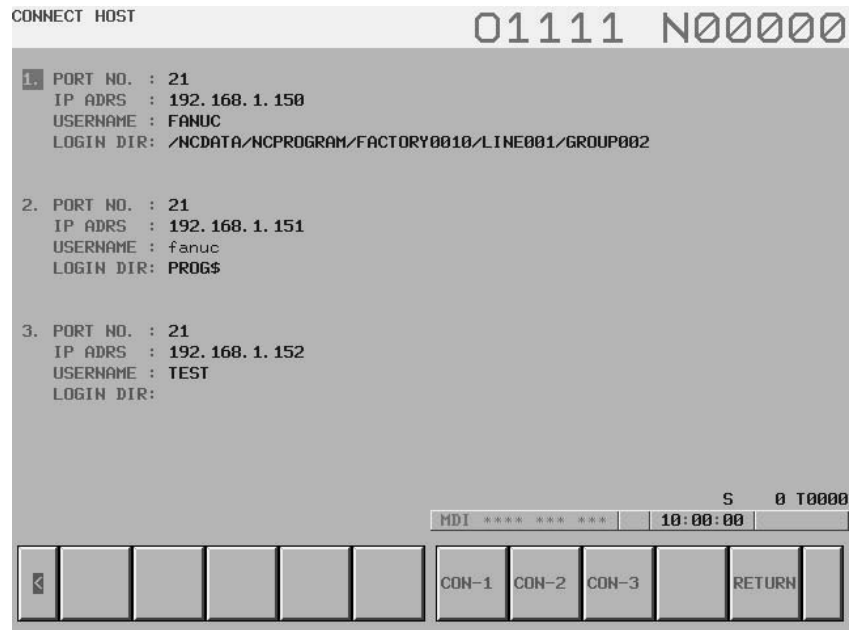 CONNECT HOST O1111 N00000
1. PORT NO. : 21
IP ADRS : 192.168.1.150
USERNAME : FANUC
LOGIN DIR: /NCDATA/NCPROGRAM/FACTORY0010/LINE001/GROUP002
2. PORT NO. : 21
IP ADRS : 192.168.1.151
USERNAME : fanuc
LOGIN DIR: PROG$
3. PORT NO. : 21
IP ADRS : 192.168.1.152
USERNAME : TEST
LOGIN DIR:
S 0 T0000
MDI **** *** *** 10:00:00
< CON-1 CON-2 CON-3 RETURN